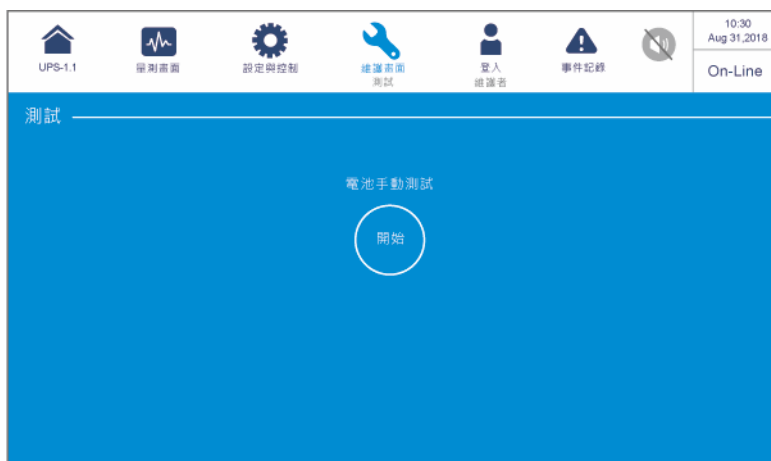 10:30
Aug 31,2018
UPS-1.1
量測畫面
設定與控制
維護畫面
測試
登入
維護者
事件記錄
On-Line
測試
電池手動測試
開始